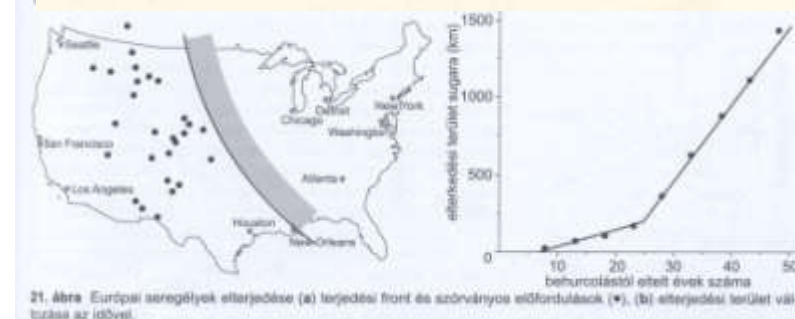 Seattle
San Francisco
Los Angeles
Houston
New-Orleans
Atlanta
Chicago
Detroit
New York
Washington
elterkedési terület sugara (km)
1500
1000
500
0
10 20 30 40 50
behurcolástól eltelt évek száma
21. ábra Európai seregélyek elterjedése (a) terjedési front és szórványos előfordulások (•), (b) elterjedési terület vál-
tozása az idővel.